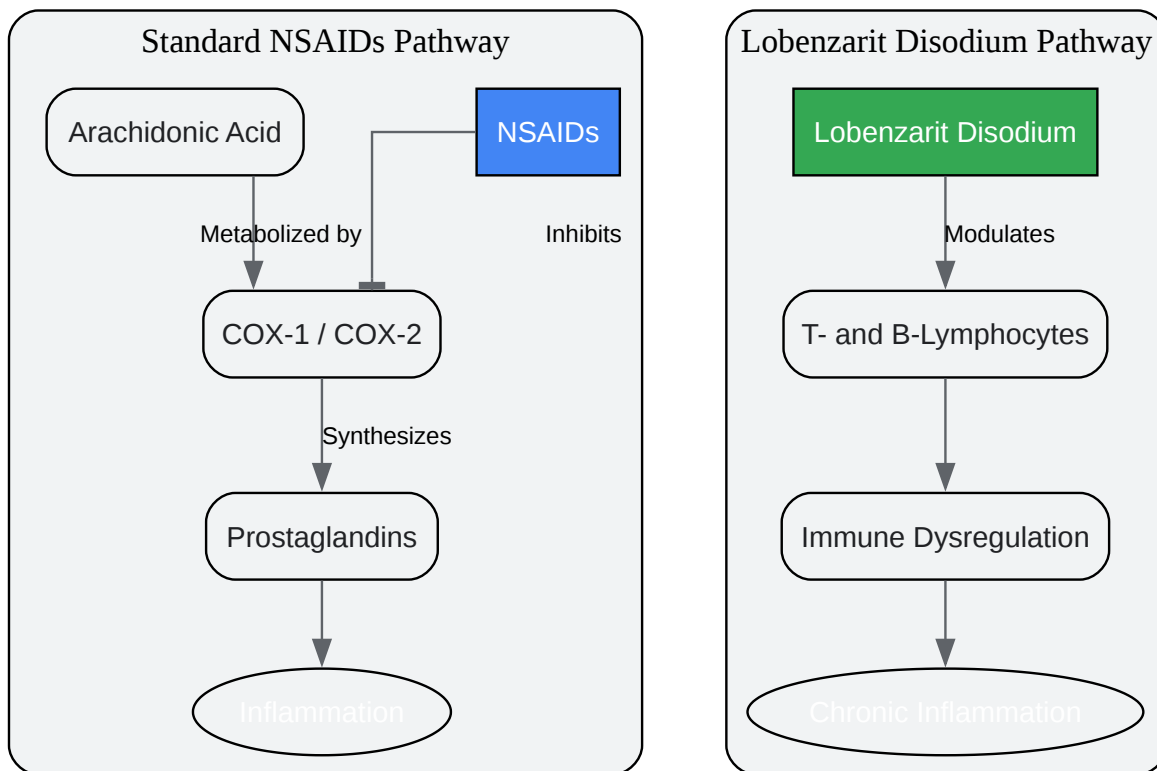 Standard NSAIDs Pathway
Arachidonic Acid
NSAIDs
Metabolized by
Inhibits
COX-1 / COX-2
Synthesizes
Prostaglandins
Inflammation
Lobenzarit Disodium Pathway
Lobenzarit Disodium
Modulates
T- and B-Lymphocytes
Immune Dysregulation
Chronic Inflammation